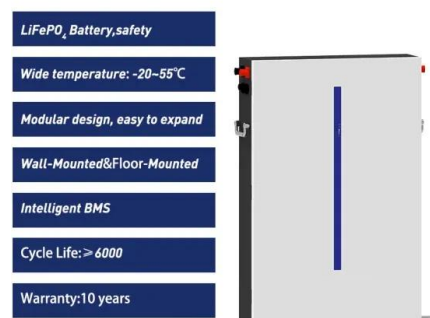 LiFePO₄ Battery,safety
Wide temperature: -20~55℃
Modular design, easy to expand
Wall-Mounted&Floor-Mounted
Intelligent BMS
Cycle Life:≥6000
Warranty:10 years